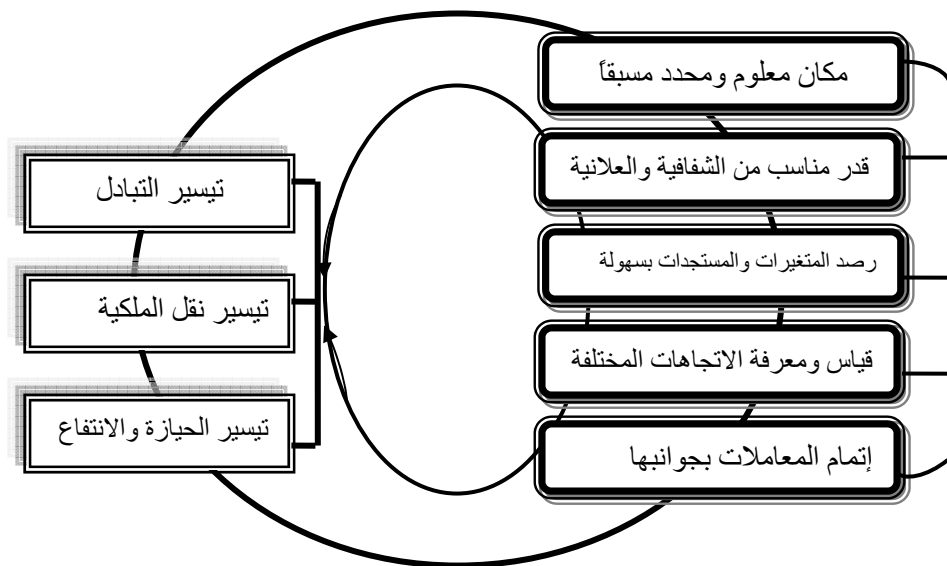 مكان معلوم ومحدد مسبقاً
قدر مناسب من الشفافية والعلانية
رصد المتغيرات والمستجدات بسهولة
قياس ومعرفة الاتجاهات المختلفة
إتمام المعاملات بجوانبها
تيسير التبادل
تيسير نقل الملكية
تيسير الحيازة والانتفاع